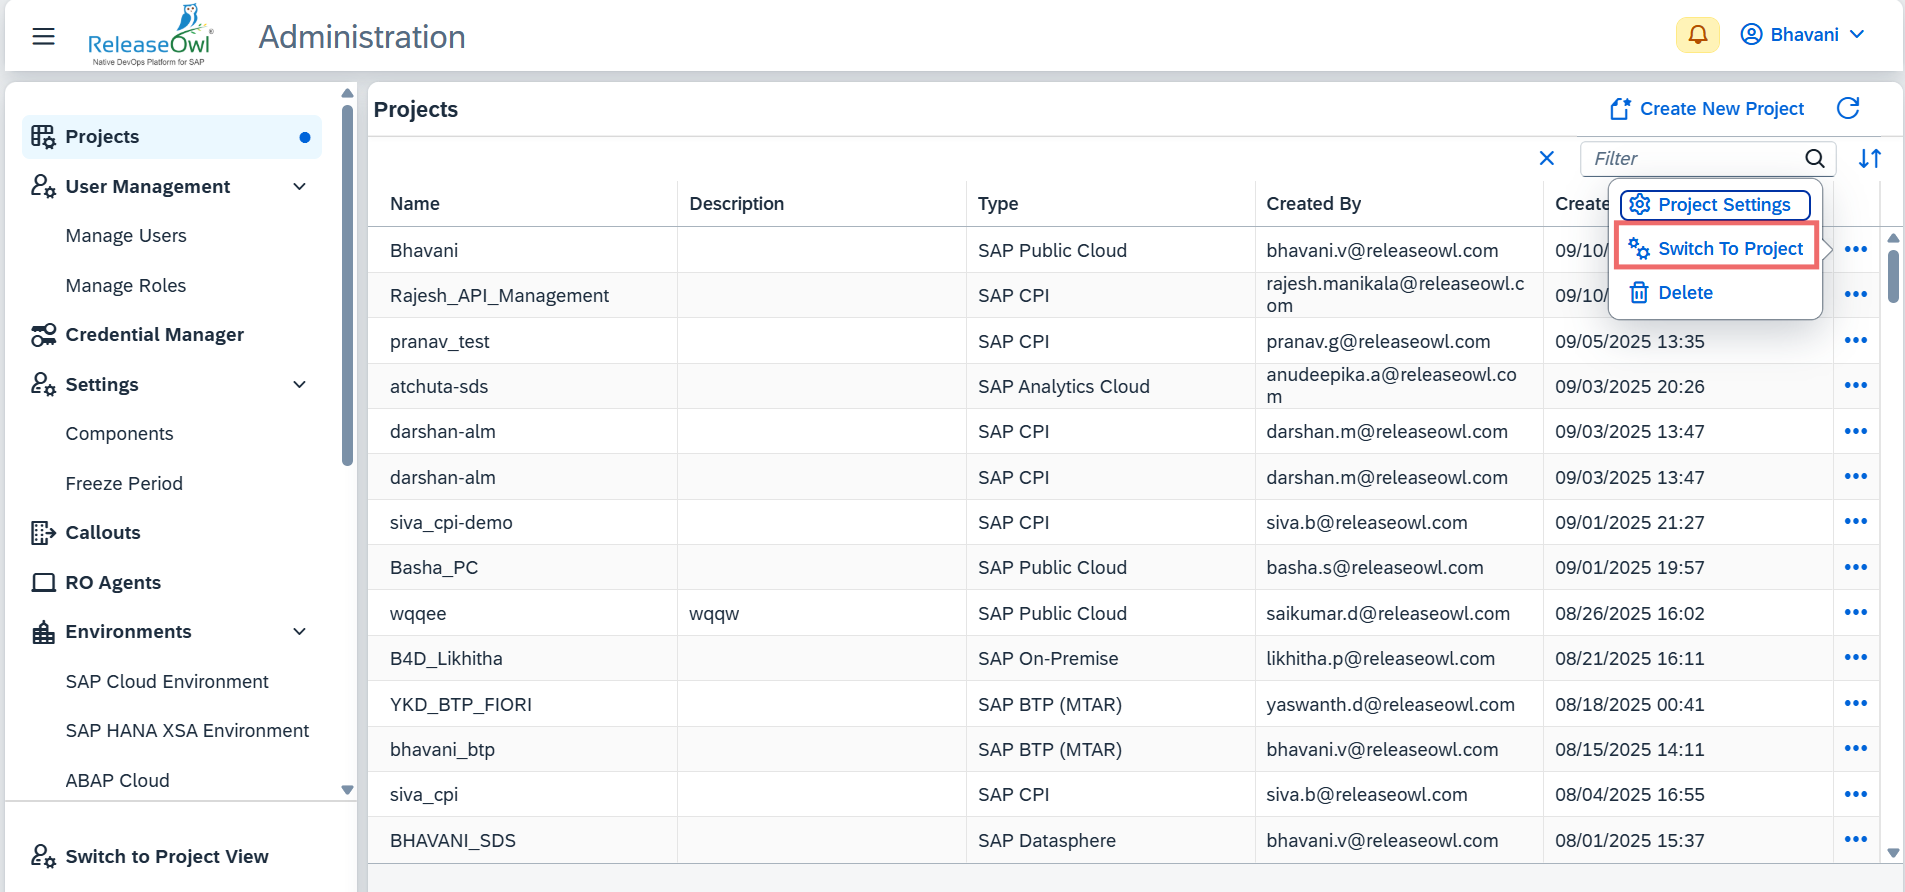 ReleaseOwl
Native DevOps Platform for SAP
Administration
Bhavani
Projects
User Management
Manage Users
Manage Roles
Credential Manager
Settings
Components
Freeze Period
Callouts
RO Agents
Environments
SAP Cloud Environment
SAP HANA XSA Environment
ABAP Cloud
Switch to Project View
Projects
Create New Project
Filter
Name Description Type Created By Create
Project Settings
Switch To Project
Delete
Bhavani SAP Public Cloud bhavani.v@releaseowl.com 09/10/
Rajesh_API_Management SAP CPI rajesh.manikala@releaseowl.c
om 09/10/
pranav_test SAP CPI pranav.g@releaseowl.com 09/05/2025 13:35
atchuta-sds SAP Analytics Cloud anudeepika.a@releaseowl.co
m 09/03/2025 20:26
darshan-alm SAP CPI darshan.m@releaseowl.com 09/03/2025 13:47
darshan-alm SAP CPI darshan.m@releaseowl.com 09/03/2025 13:47
siva_cpi-demo SAP CPI siva.b@releaseowl.com 09/01/2025 21:27
Basha_PC SAP Public Cloud basha.s@releaseowl.com 09/01/2025 19:57
wqqee wqqw SAP Public Cloud saikumar.d@releaseowl.com 08/26/2025 16:02
B4D_Likhitha SAP On-Premise likhitha.p@releaseowl.com 08/21/2025 16:11
YKD_BTP_FIORI SAP BTP (MTAR) yaswanth.d@releaseowl.com 08/18/2025 00:41
bhavani_btp SAP BTP (MTAR) bhavani.v@releaseowl.com 08/15/2025 14:11
siva_cpi SAP CPI siva.b@releaseowl.com 08/04/2025 16:55
BHAVANI_SDS SAP Datasphere bhavani.v@releaseowl.com 08/01/2025 15:37